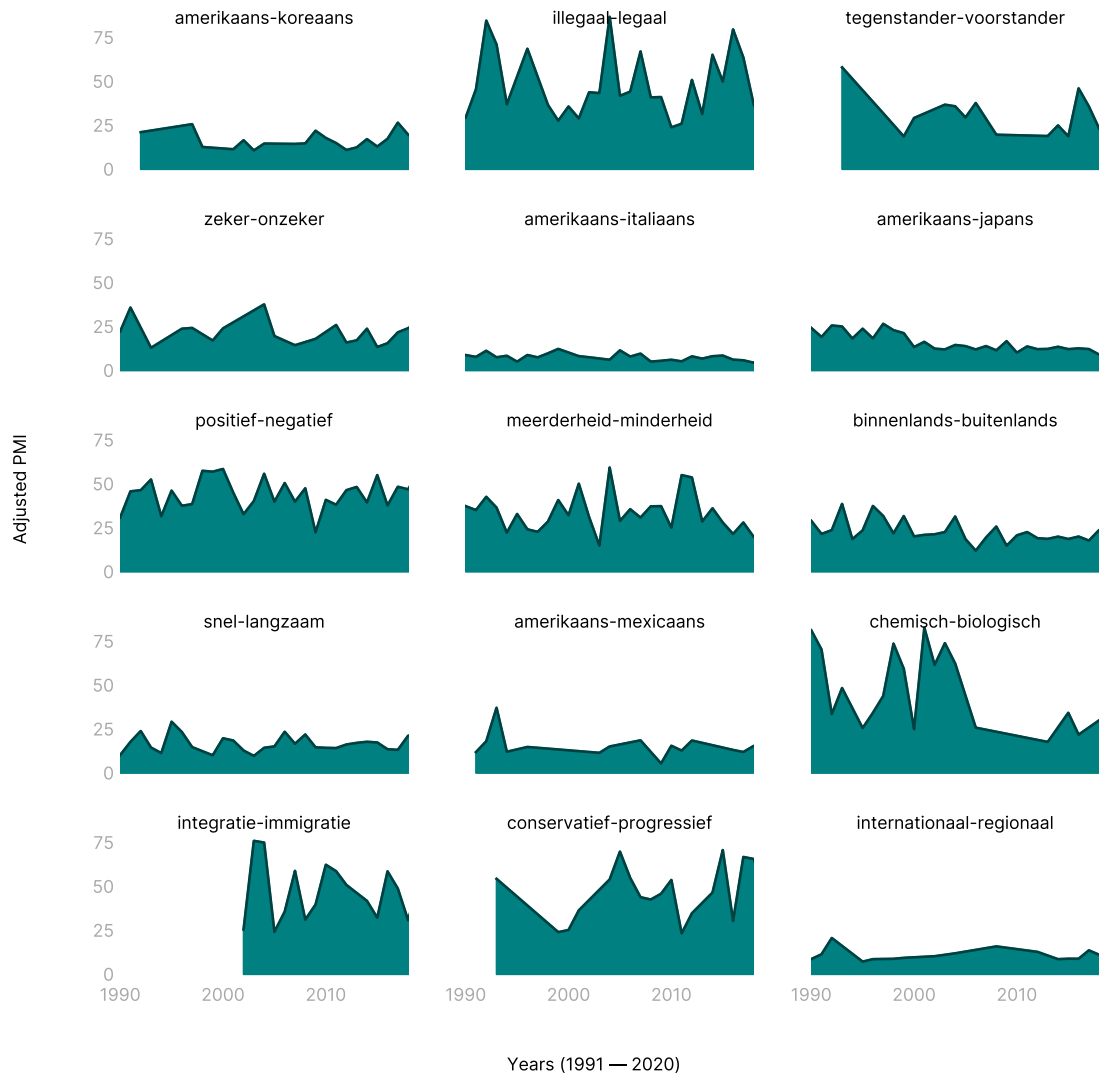 amerikaans-koreaans illegaal-legaal tegenstander-voorstander
75
50
25
0
zeker-onzeker amerikaans-italiaans amerikaans-japans
75
50
25
0
positief-negatief meerderheid-minderheid binnenlands-buitenlands
75
50
25
0
Adjusted PMI
snel-langzaam amerikaans-mexicaans chemisch-biologisch
75
50
25
0
integratie-immigratie conservatief-progressief internationaal-regionaal
75
50
25
0
1990 2000 2010 1990 2000 2010 1990 2000 2010
Years (1991 — 2020)